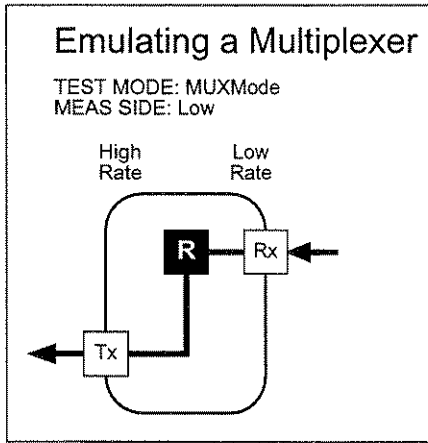 Emulating a Multiplexer
TEST MODE: MUXMode
MEAS SIDE: Low
High Rate
Low Rate
R
Rx
Tx